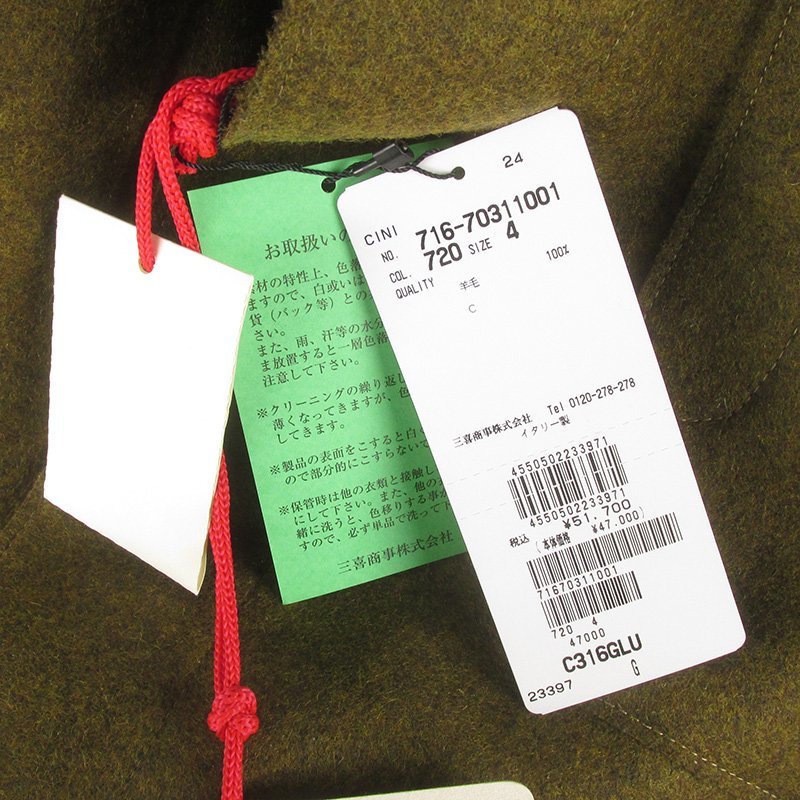 お取扱いの
素材の特性上、色落
ますので、白或いは
貨(バック等)との
さい。
また、雨、汗等の水分
ま放置すると一層色落
注意して下さい。
※クリーニングの繰り返し
薄くなってきますが、色
してきます。
※製品の表面をこすると白く
ので部分的にこすらないで
※保管時は他の衣類と接触し
にして下さい。また、他の
緒に洗うと、色移りする事が
すので、必ず単品で洗って下
三喜商事株式会
24
CINI
NO. 716-70311001
COL. 720 SIZE 4
QUALITY
羊毛 100%
C
三喜商事株式会社 Tel 0120-278-278
イタリー製
4550502233971
4550502233971
税込 ¥51,700
(本体価格 ¥47,000)
71670311001
720 4
47000
C316GLU
23397 G